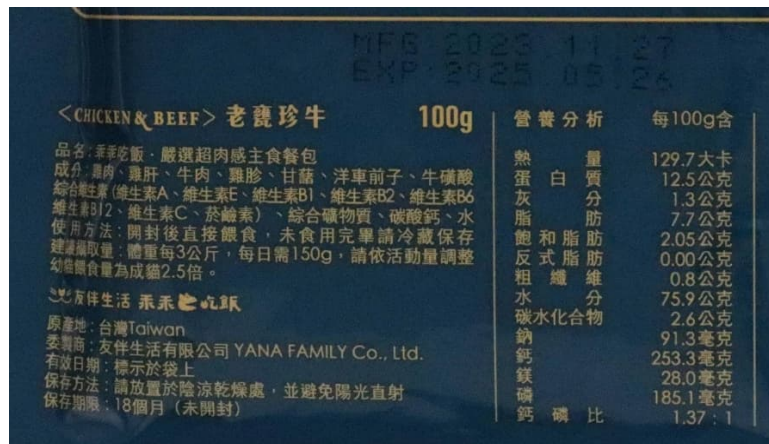 MFG 2023 11 27
EXP 2025 05 26
<CHICKEN & BEEF> 老甕珍牛 100g
品名:乖乖吃飯‧嚴選超肉感主食餐包
成分:雞肉、雞肝、牛肉、雞胗、甘藷、洋車前子、牛磺酸
綜合維生素(維生素A、維生素E、維生素B1、維生素B2、維生素B6
維生素B12、維生素C、菸鹼素)、綜合礦物質、碳酸鈣、水
使用方法:開封後直接餵食,未食用完畢請冷藏保存
建議攝取量:體重每3公斤,每日需150g,請依活動量調整
幼貓餵食量為成貓2.5倍。
友伴生活 乖乖吃飯
原產地:台灣Taiwan
委製商:友伴生活有限公司 YANA FAMILY Co., Ltd.
有效日期:標示於袋上
保存方法:請放置於陰涼乾燥處,並避免陽光直射
保存期限:18個月(未開封)
營養分析 每100g含
熱量 129.7大卡
蛋白質 12.5公克
灰分 1.3公克
脂肪 7.7公克
飽和脂肪 2.05公克
反式脂肪 0.00公克
粗纖維 0.8公克
水分 75.9公克
碳水化合物 2.6公克
鈉 91.3毫克
鈣 253.3毫克
鎂 28.0毫克
磷 185.1毫克
鈣磷比 1.37:1